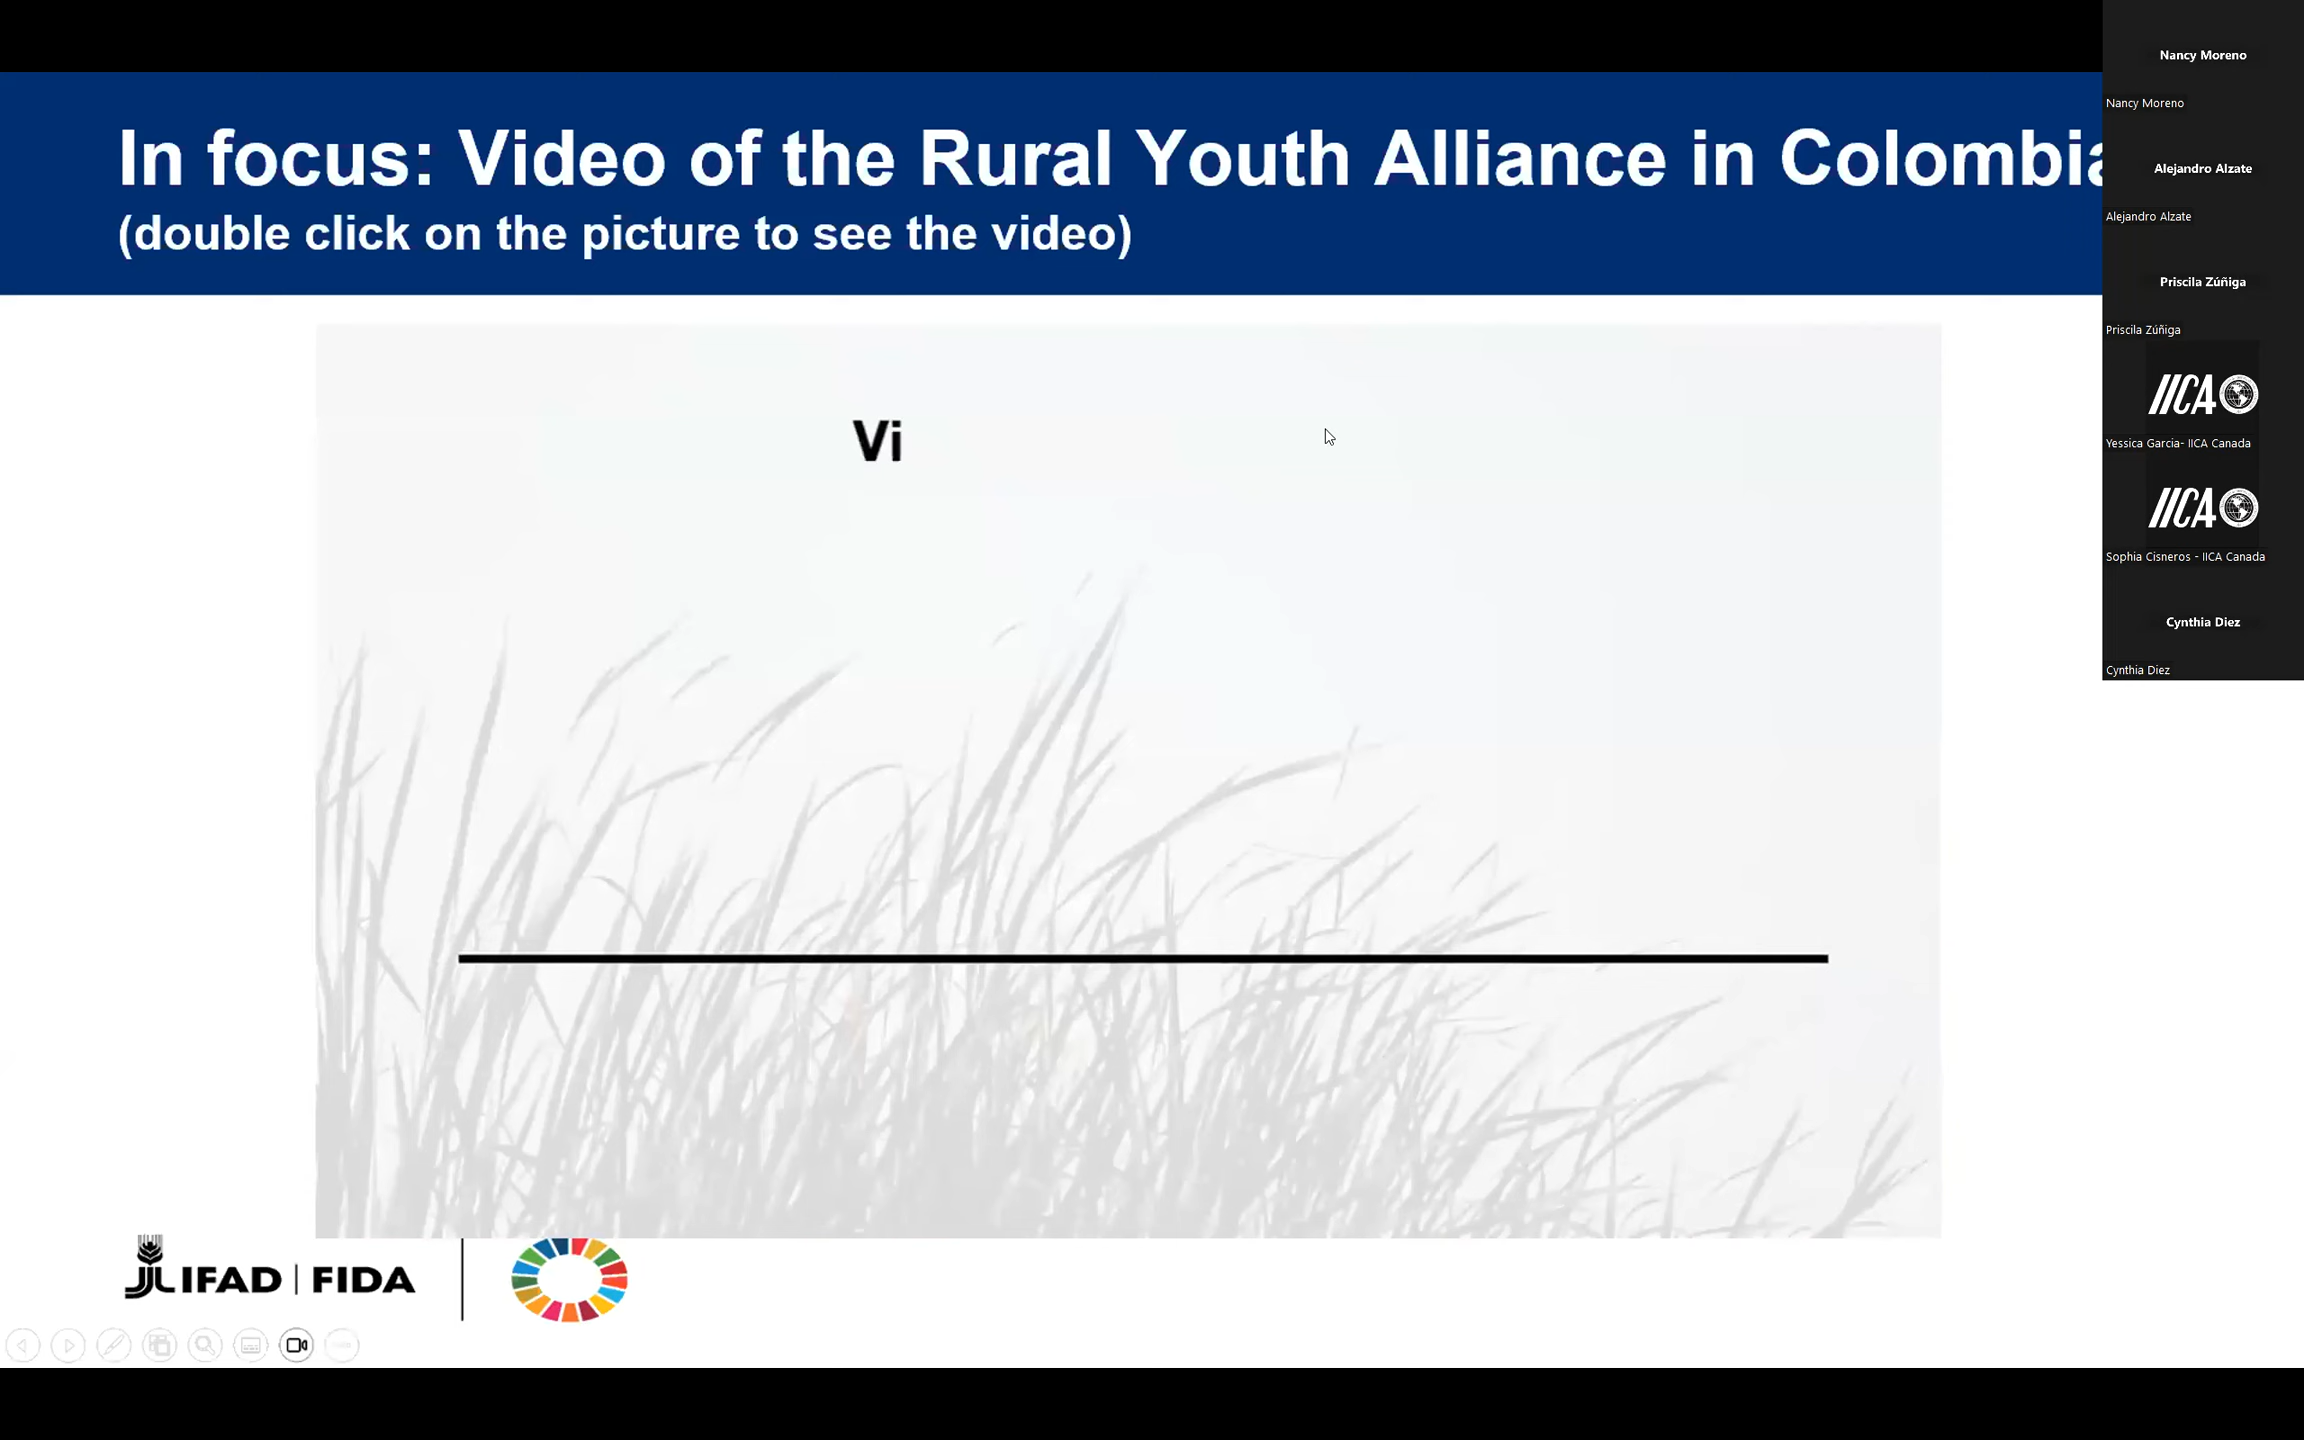 In focus: Video of the Rural Youth Alliance in Colombia
(double click on the picture to see the video)
Vi
IFAD | FIDA
Nancy Moreno
Nancy Moreno
Alejandro Alzate
Alejandro Alzate
Priscila Zúñiga
Priscila Zúñiga
IICA
Yessica Garcia- IICA Canada
IICA
Sophia Cisneros - IICA Canada
Cynthia Diez
Cynthia Diez